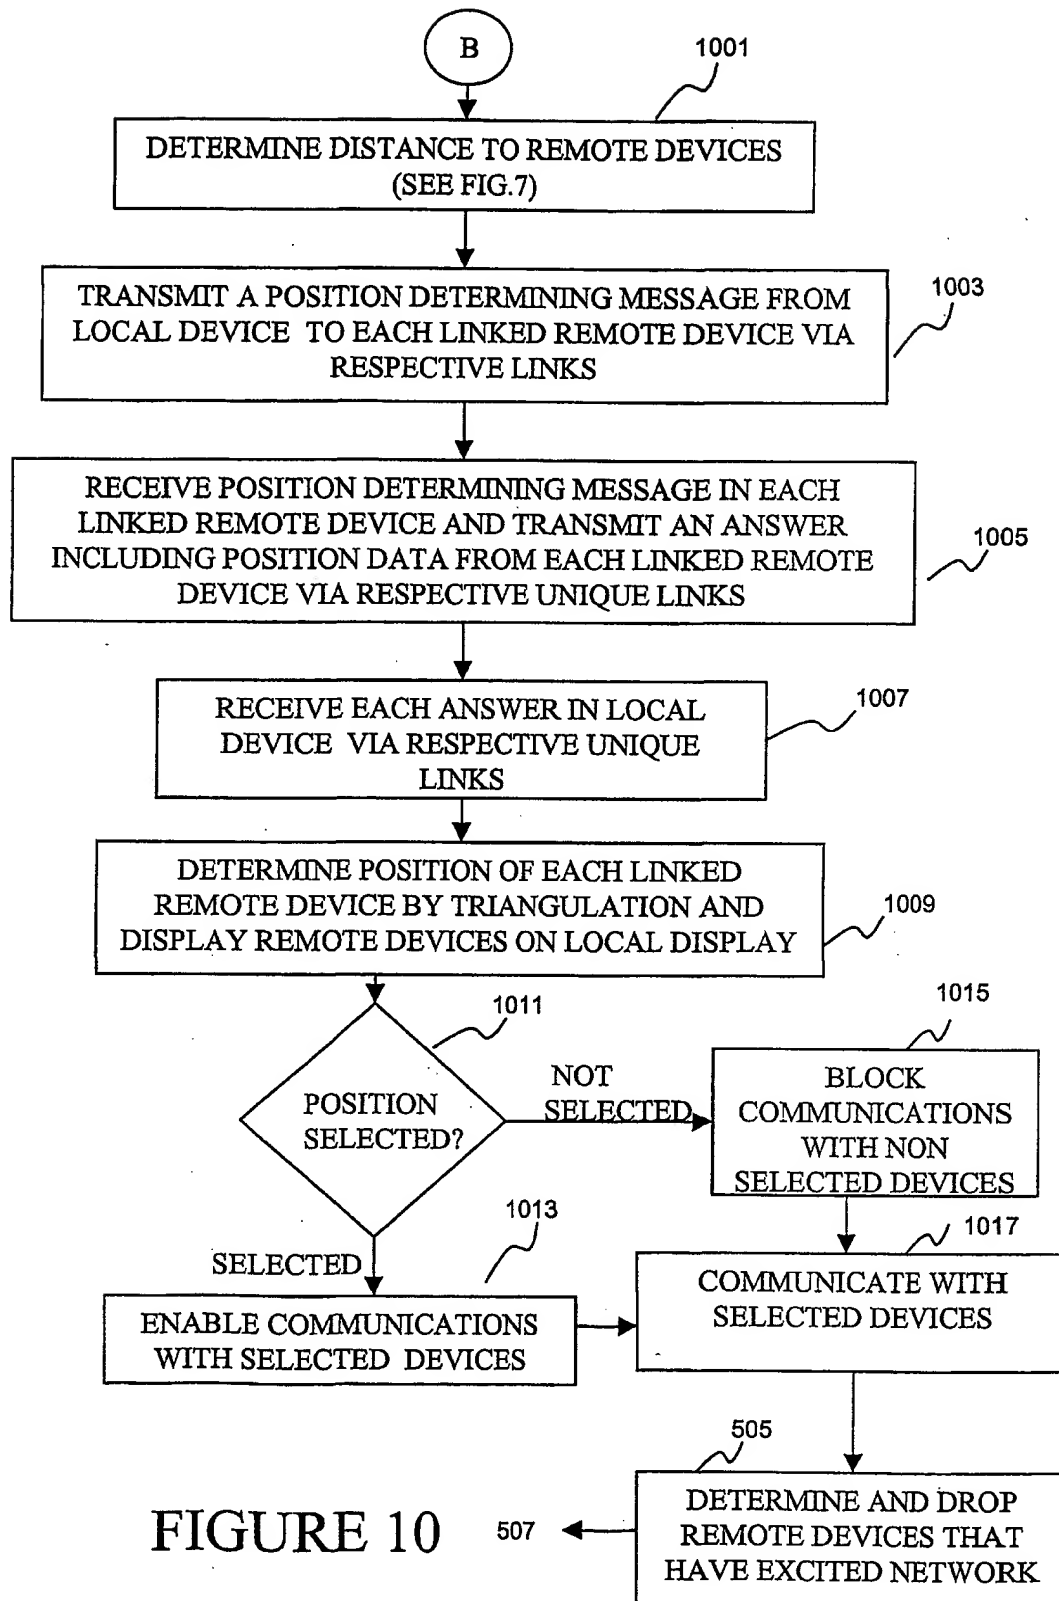 B
1001
DETERMINE DISTANCE TO REMOTE DEVICES
(SEE FIG.7)
TRANSMIT A POSITION DETERMINING MESSAGE FROM
LOCAL DEVICE TO EACH LINKED REMOTE DEVICE VIA
RESPECTIVE LINKS
1003
RECEIVE POSITION DETERMINING MESSAGE IN EACH
LINKED REMOTE DEVICE AND TRANSMIT AN ANSWER
INCLUDING POSITION DATA FROM EACH LINKED REMOTE
DEVICE VIA RESPECTIVE UNIQUE LINKS
1005
RECEIVE EACH ANSWER IN LOCAL
DEVICE VIA RESPECTIVE UNIQUE
LINKS
1007
DETERMINE POSITION OF EACH LINKED
REMOTE DEVICE BY TRIANGULATION AND
DISPLAY REMOTE DEVICES ON LOCAL DISPLAY
1009
1011
POSITION
SELECTED?
NOT
SELECTED
1015
BLOCK
COMMUNICATIONS
WITH NON
SELECTED DEVICES
SELECTED
1013
ENABLE COMMUNICATIONS
WITH SELECTED DEVICES
1017
COMMUNICATE WITH
SELECTED DEVICES
505
DETERMINE AND DROP
REMOTE DEVICES THAT
HAVE EXCITED NETWORK
507
FIGURE 10